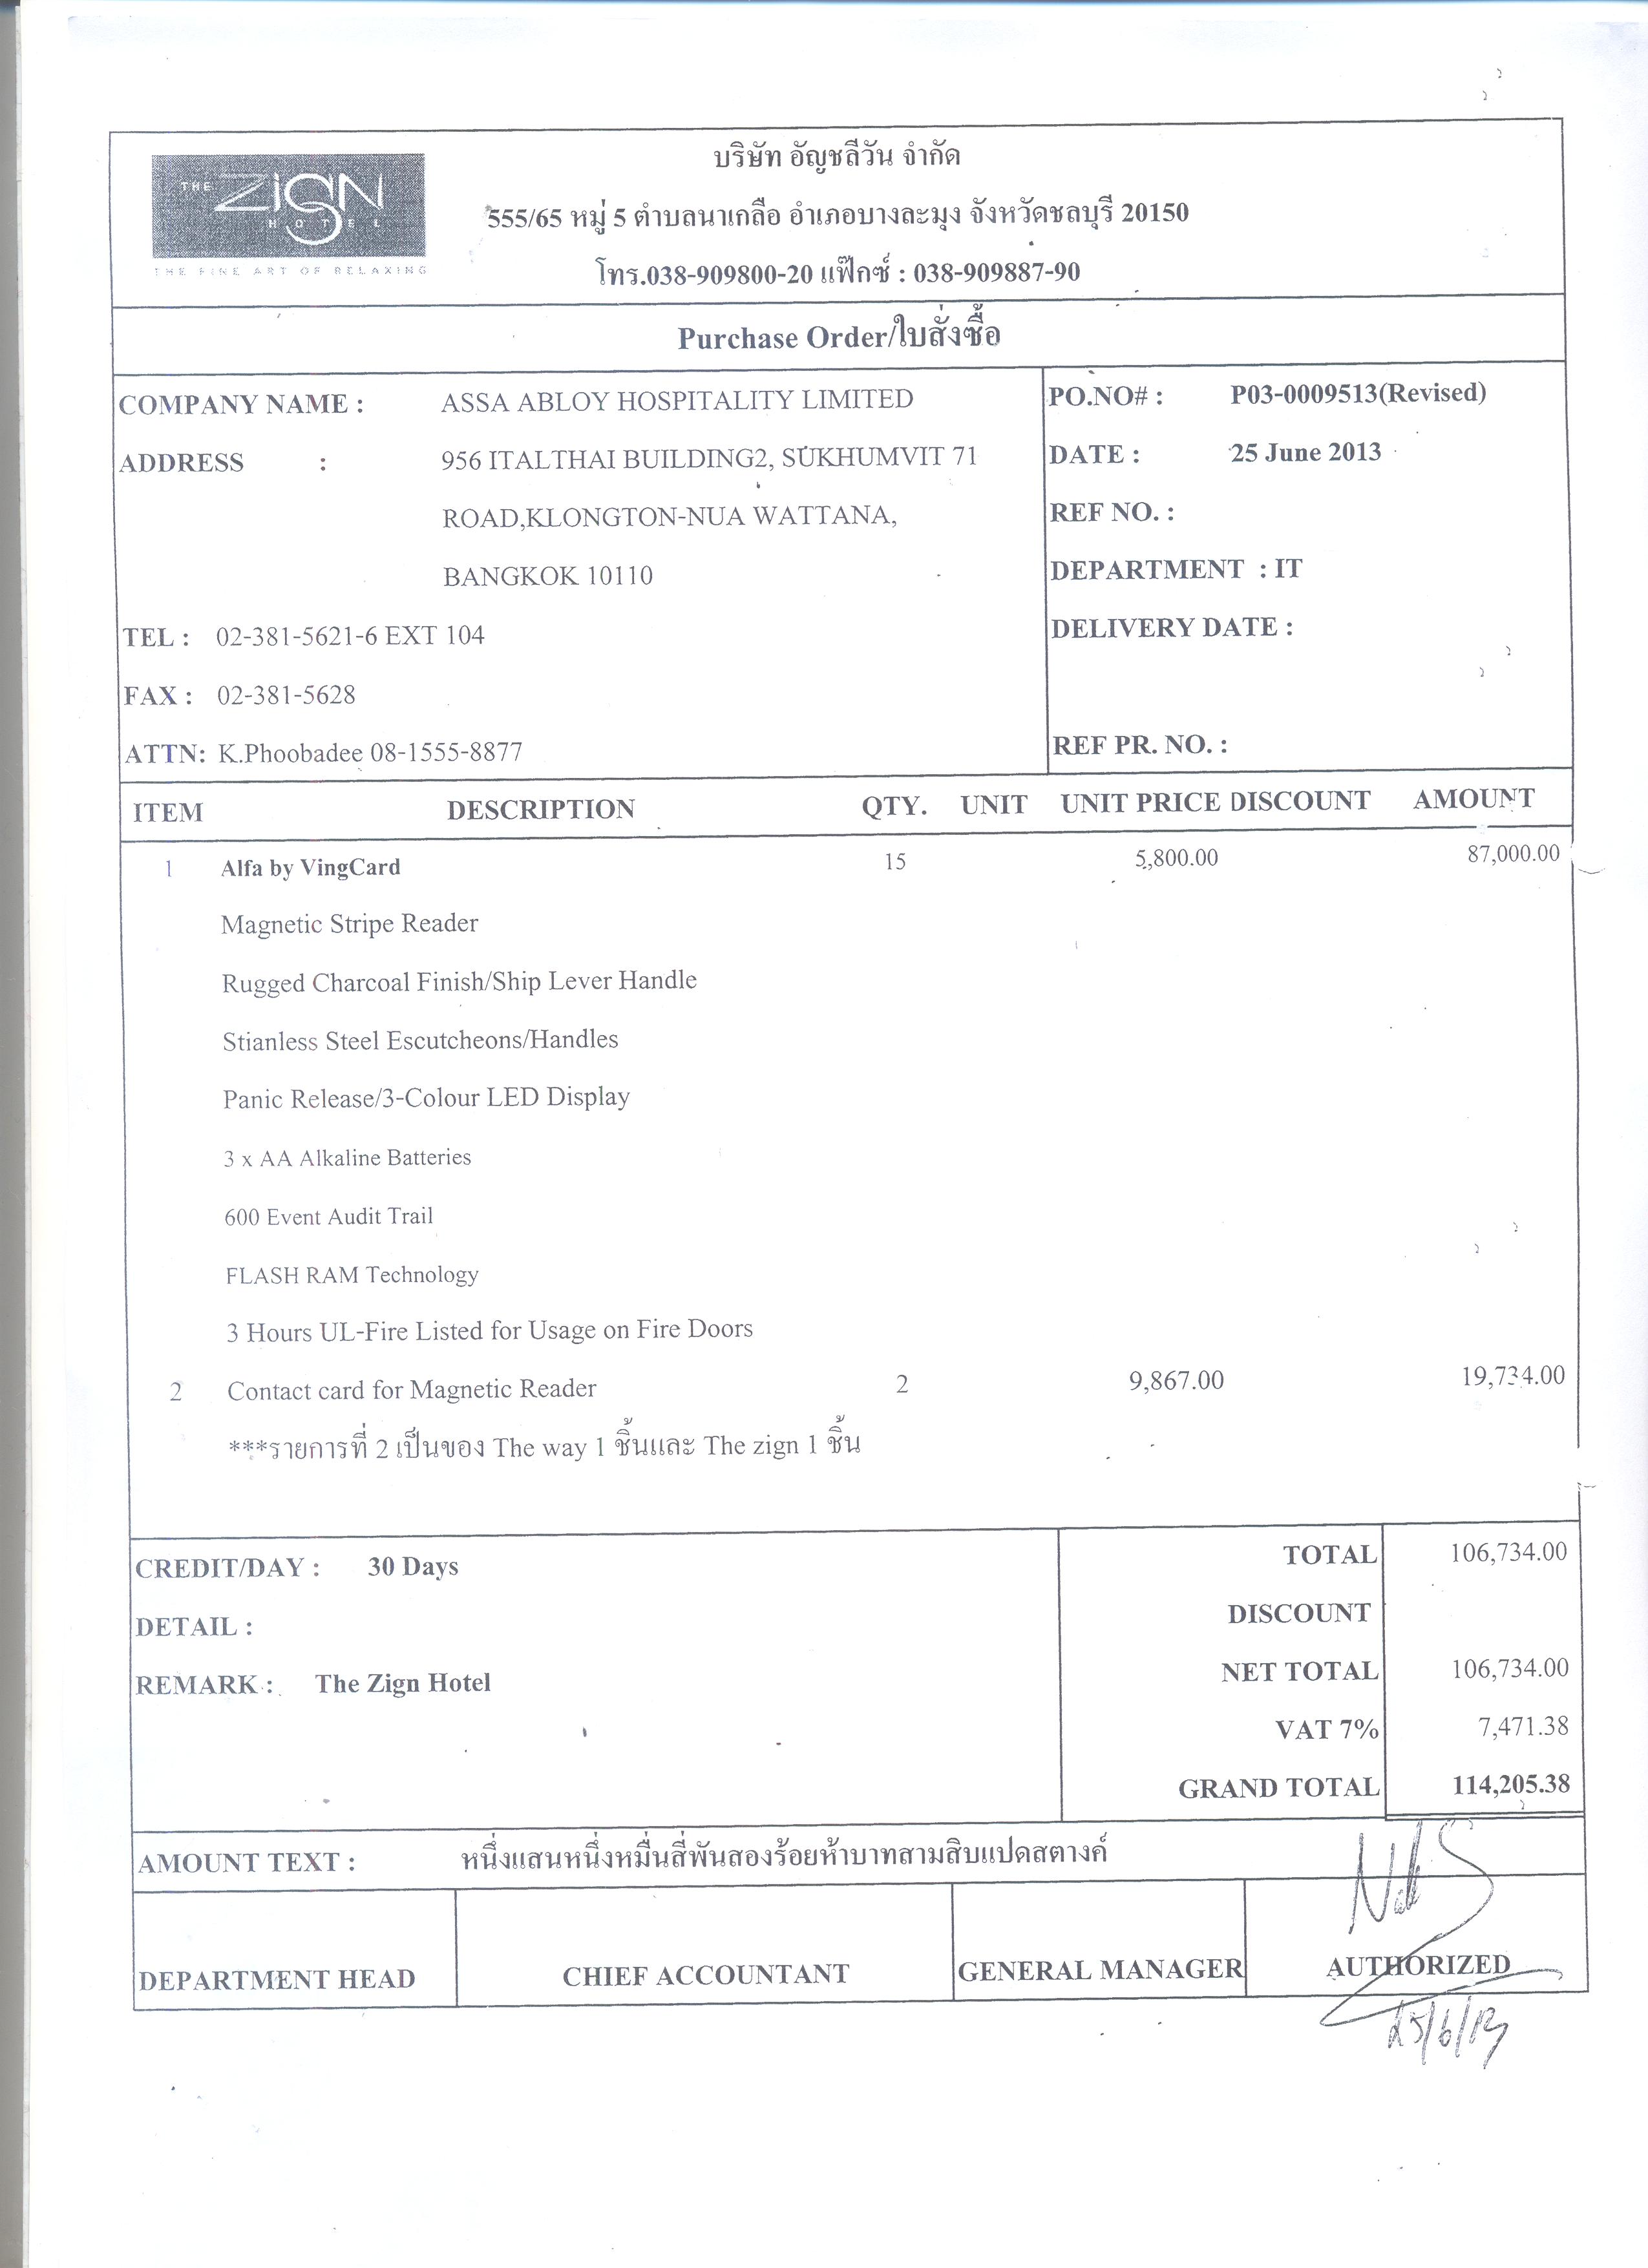 บริษัท อัญชลีวัน จำกัด
THE ZIGN HOTEL
555/65 หมู่ 5 ตำบลนาเกลือ อำเภอบางละมุง จังหวัดชลบุรี 20150
THE FINE ART OF RELAXING
โทร.038-909800-20 แฟ๊กซ์ : 038-909887-90
Purchase Order/ใบสั่งซื้อ
COMPANY NAME : ASSA ABLOY HOSPITALITY LIMITED PO.NO# : P03-0009513(Revised)
ADDRESS : 956 ITALTHAI BUILDING2, SUKHUMVIT 71 DATE : 25 June 2013
ROAD,KLONGTON-NUA WATTANA, REF NO. :
BANGKOK 10110 DEPARTMENT : IT
TEL : 02-381-5621-6 EXT 104 DELIVERY DATE :
FAX : 02-381-5628
ATTN: K.Phoobadee 08-1555-8877 REF PR. NO. :
ITEM DESCRIPTION QTY. UNIT UNIT PRICE DISCOUNT AMOUNT
1 Alfa by VingCard 15 5,800.00 87,000.00
Magnetic Stripe Reader
Rugged Charcoal Finish/Ship Lever Handle
Stianless Steel Escutcheons/Handles
Panic Release/3-Colour LED Display
3 x AA Alkaline Batteries
600 Event Audit Trail
FLASH RAM Technology
3 Hours UL-Fire Listed for Usage on Fire Doors
2 Contact card for Magnetic Reader 2 9,867.00 19,734.00
***รายการที่ 2 เป็นของ The way 1 ชิ้นและ The zign 1 ชิ้น
CREDIT/DAY : 30 Days TOTAL 106,734.00
DETAIL : DISCOUNT
REMARK : The Zign Hotel NET TOTAL 106,734.00
VAT 7% 7,471.38
GRAND TOTAL 114,205.38
AMOUNT TEXT : หนึ่งแสนหนึ่งหมื่นสี่พันสองร้อยห้าบาทสามสิบแปดสตางค์
DEPARTMENT HEAD CHIEF ACCOUNTANT GENERAL MANAGER AUTHORIZED
25/6/13